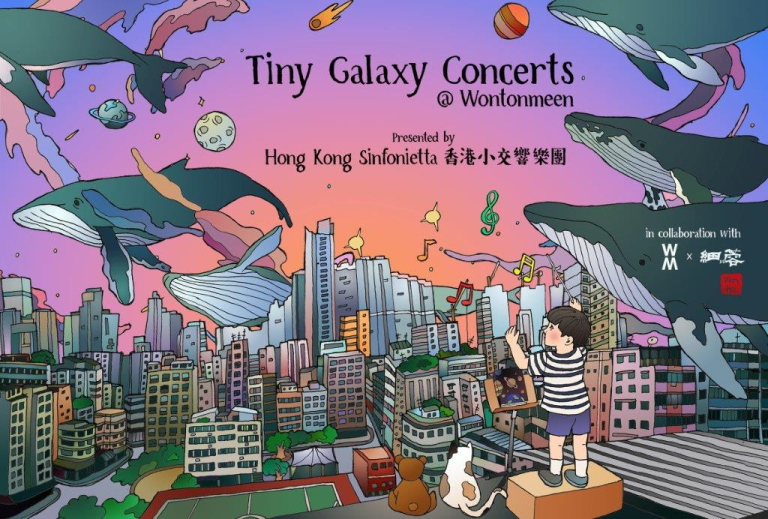 Tiny Galaxy Concerts
@ Wontonmeen
Presented by
Hong Kong Sinfonietta 香港小交響樂團
in collaboration with
WM × 細蓉